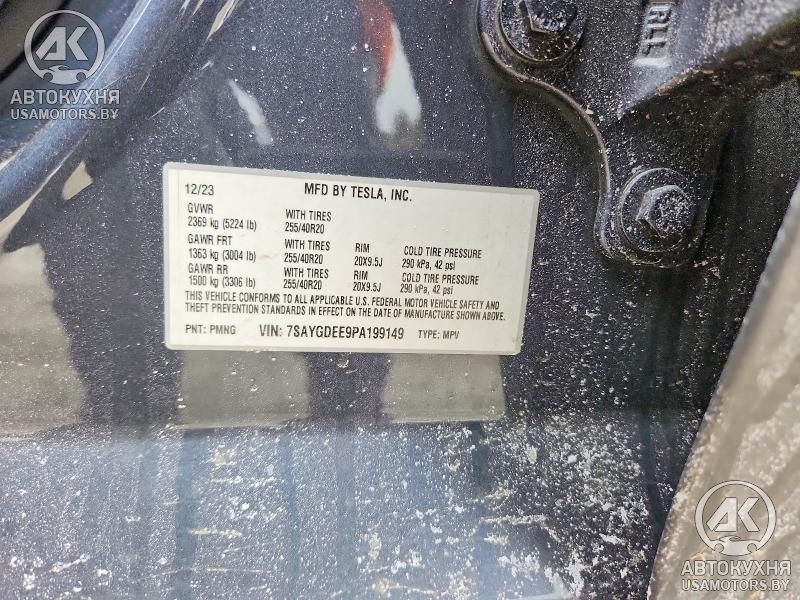 АК
АВТОКУХНЯ
USAMOTORS.BY
RLL
12/23 MFD BY TESLA, INC.
GVWR WITH TIRES
2369 kg (5224 lb) 255/40R20
GAWR FRT WITH TIRES RIM COLD TIRE PRESSURE
1363 kg (3004 lb) 255/40R20 20X9.5J 290 kPa, 42 psi
GAWR RR WITH TIRES RIM COLD TIRE PRESSURE
1500 kg (3306 lb) 255/40R20 20X9.5J 290 kPa, 42 psi
THIS VEHICLE CONFORMS TO ALL APPLICABLE U.S. FEDERAL MOTOR VEHICLE SAFETY AND
THEFT PREVENTION STANDARDS IN EFFECT ON THE DATE OF MANUFACTURE SHOWN ABOVE.
PNT: PMNG VIN: 7SAYGDEE9PA199149 TYPE: MPV
АК
АВТОКУХНЯ
USAMOTORS.BY